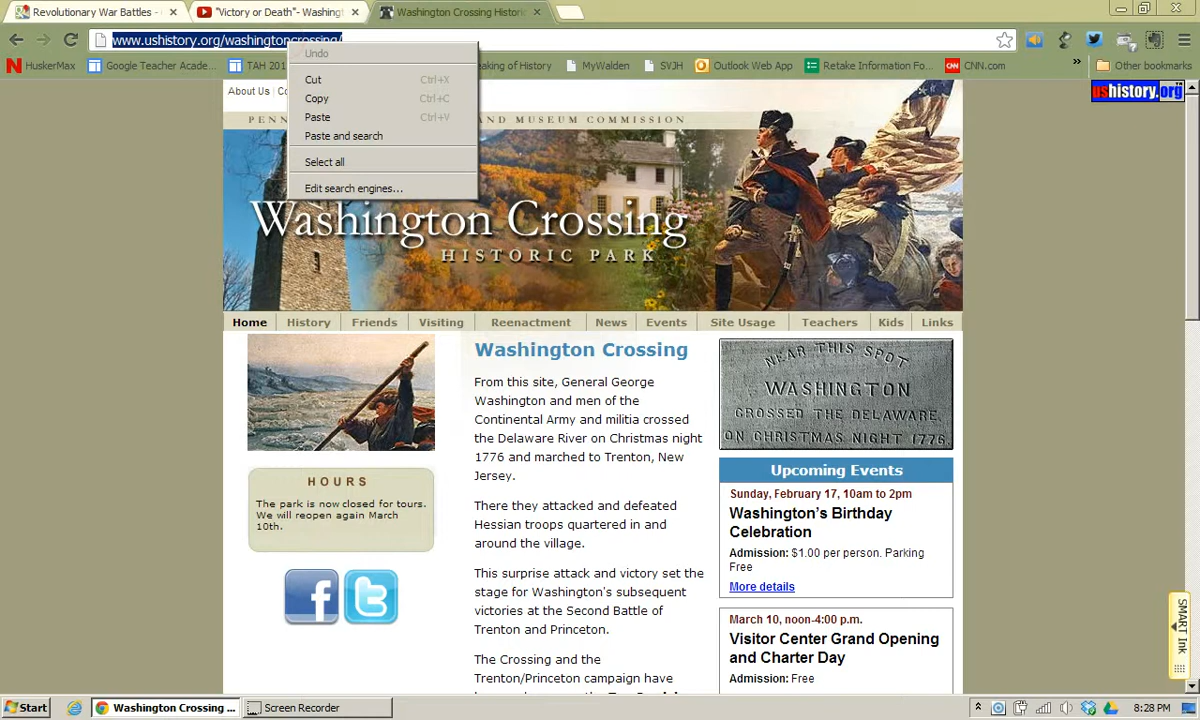 Revolutionary War Battles -
"Victory or Death"- Washing
Washington Crossing Histori
www.ushistory.org/washingtoncrossing/
HuskerMax
Google Teacher Acade...
TAH 201
aking of History
MyWalden
SVJH
Outlook Web App
Retake Information Fo...
CNN
CNN.com
»
Other bookmarks
Undo
Cut Ctrl+X
Copy Ctrl+C
Paste Ctrl+V
Paste and search
Select all
Edit search engines...
About Us | Co
ushistory.org
PENN
AND MUSEUM COMMISSION
Washington Crossing
HISTORIC PARK
Home History Friends Visiting Reenactment News Events Site Usage Teachers Kids Links
HOURS
The park is now closed for tours.
We will reopen again March
10th.
Washington Crossing
From this site, General George
Washington and men of the
Continental Army and militia crossed
the Delaware River on Christmas night
1776 and marched to Trenton, New
Jersey.
There they attacked and defeated
Hessian troops quartered in and
around the village.
This surprise attack and victory set the
stage for Washington's subsequent
victories at the Second Battle of
Trenton and Princeton.
The Crossing and the
Trenton/Princeton campaign have
NEAR THIS SPOT
WASHINGTON
CROSSED THE DELAWARE
ON CHRISTMAS NIGHT 1776.
Upcoming Events
Sunday, February 17, 10am to 2pm
Washington's Birthday
Celebration
Admission: $1.00 per person. Parking
Free
More details
March 10, noon-4:00 p.m.
Visitor Center Grand Opening
and Charter Day
Admission: Free
SMART Ink
Start
Washington Crossing ...
Screen Recorder
8:28 PM